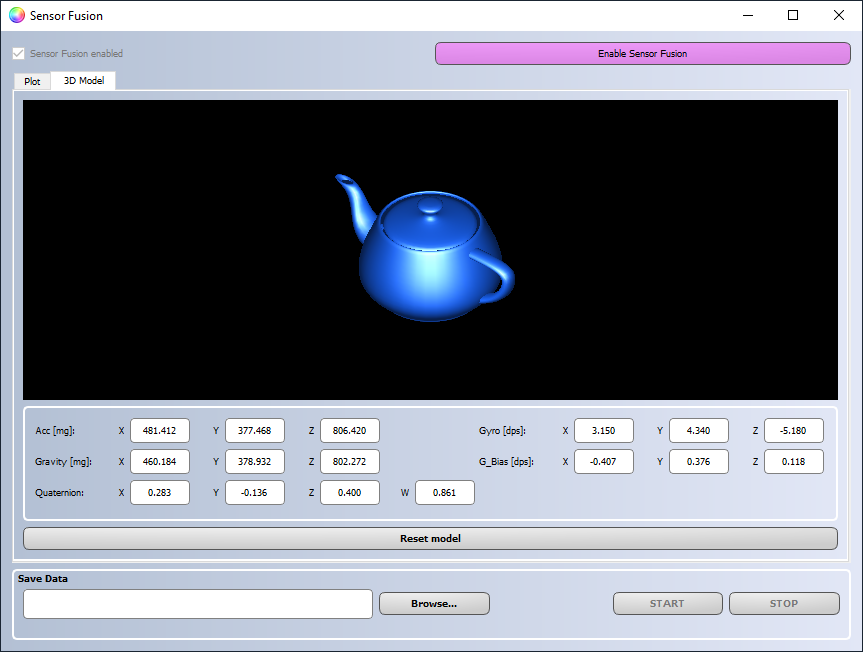 Sensor Fusion
Sensor Fusion enabled
Enable Sensor Fusion
Plot
3D Model
Acc [mg]: X 481.412 Y 377.468 Z 806.420 Gyro [dps]: X 3.150 Y 4.340 Z -5.180
Gravity [mg]: X 460.184 Y 378.932 Z 802.272 G_Bias [dps]: X -0.407 Y 0.376 Z 0.118
Quaternion: X 0.283 Y -0.136 Z 0.400 W 0.861
Reset model
Save Data
Browse... START STOP